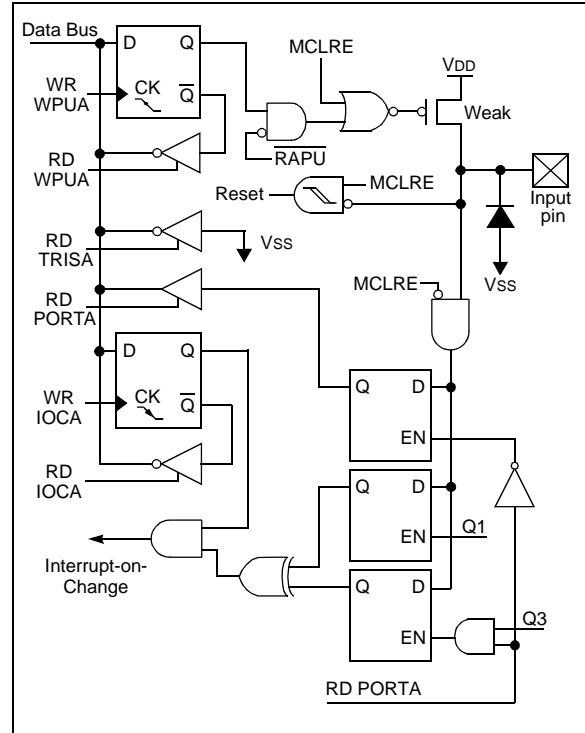 Data Bus
D Q
MCLRE
VDD
WR
WPUA
CK
Q̅
Weak
RD
WPUA
R̅A̅P̅U̅
Reset
MCLRE
Input
pin
RD
TRISA
VSS
VSS
RD
PORTA
MCLRE
D Q
Q D
WR
IOCA
CK
Q̅
EN
RD
IOCA
Q D
EN
Q1
Interrupt-on-
Change
Q D
EN
Q3
RD PORTA